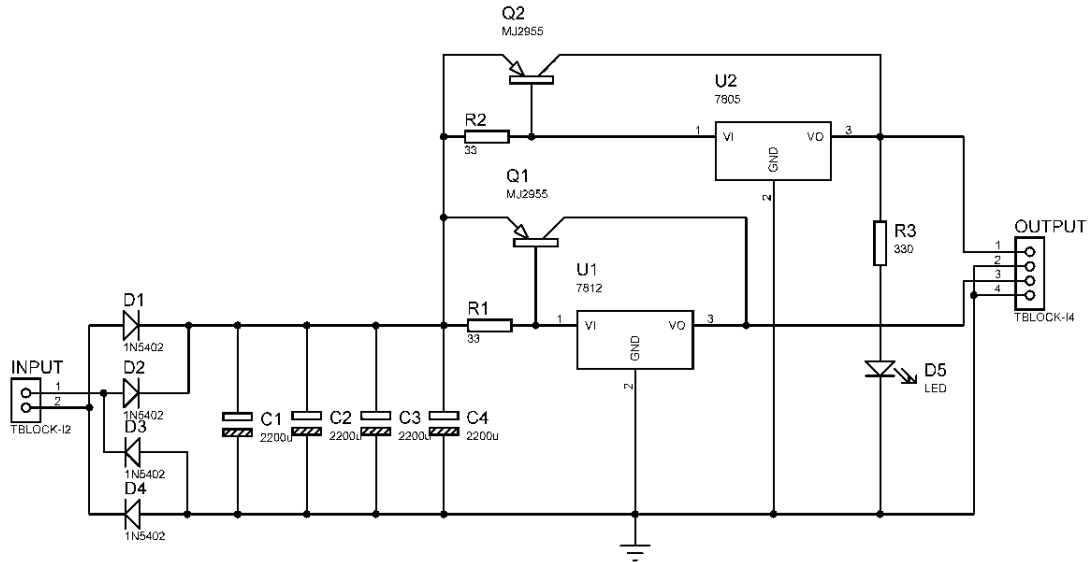 Q2
MJ2955
U2
7805
R2
33
1
VI
VO
3
GND
2
Q1
MJ2955
R3
330
OUTPUT
1
2
3
4
TBLOCK-I4
U1
7812
R1
33
1
VI
VO
3
GND
2
D1
1N5402
INPUT
1
2
TBLOCK-I2
D2
1N5402
D3
1N5402
D4
1N5402
C1
2200u
C2
2200u
C3
2200u
C4
2200u
D5
LED